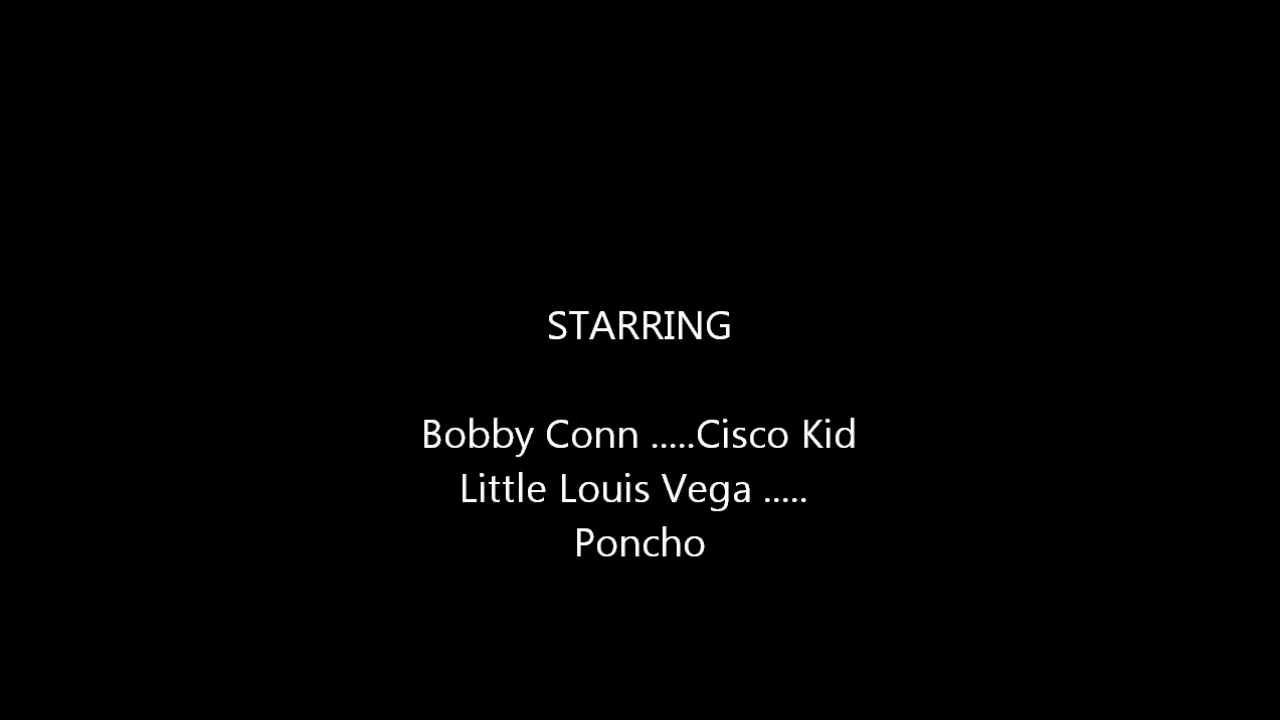 STARRING
Bobby Conn .....Cisco Kid
Little Louis Vega .....
Poncho